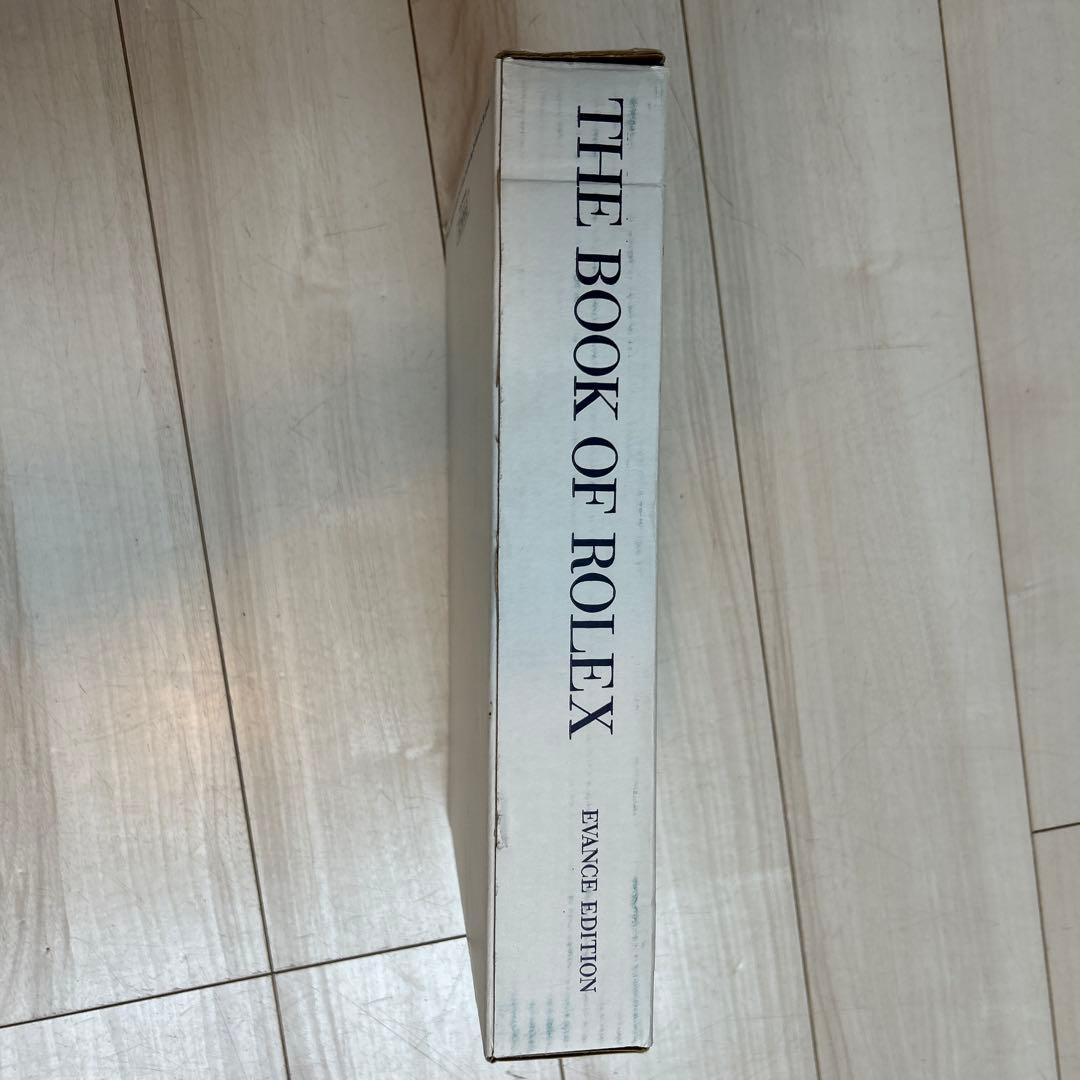 THE BOOK OF ROLEX
EVANCE EDITION